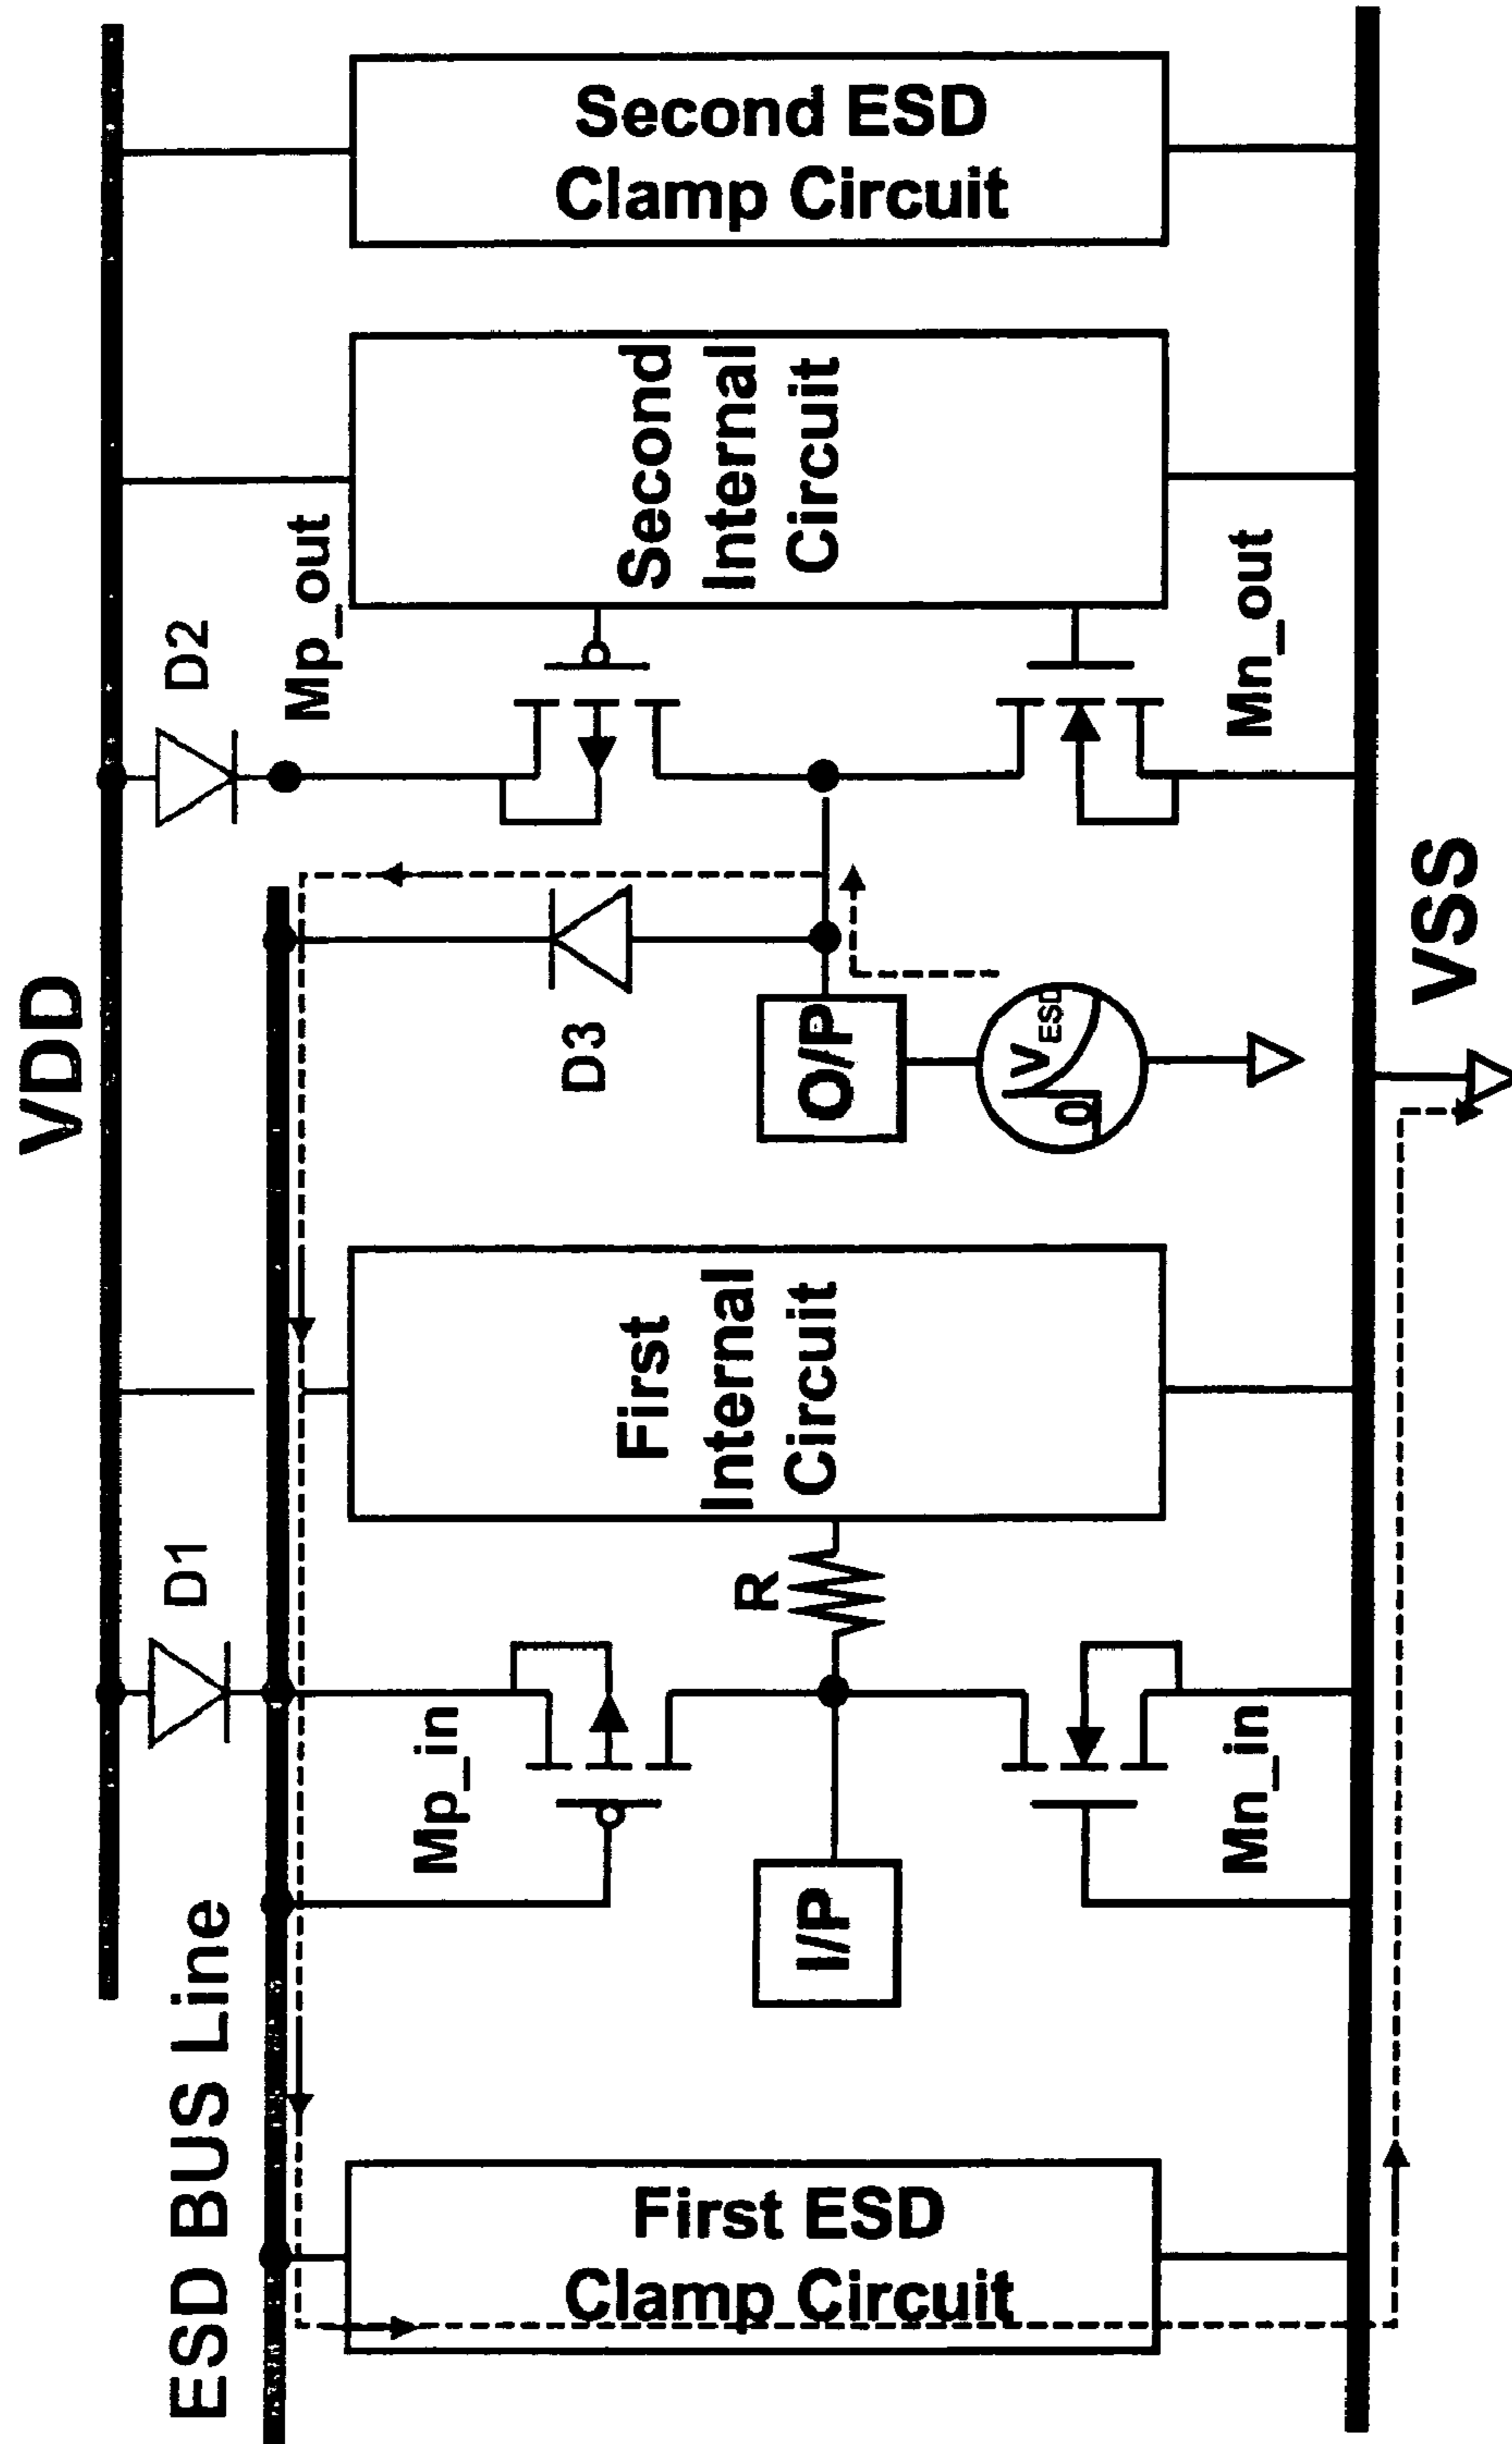 VDD
ESD BUS Line
D1
D2
Mp_in
Mp_out
D3
First ESD
Clamp Circuit
I/P
R
First
Internal
Circuit
O/P
V_ESD
0
Second
Internal
Circuit
Second ESD
Clamp Circuit
Mn_in
Mn_out
VSS